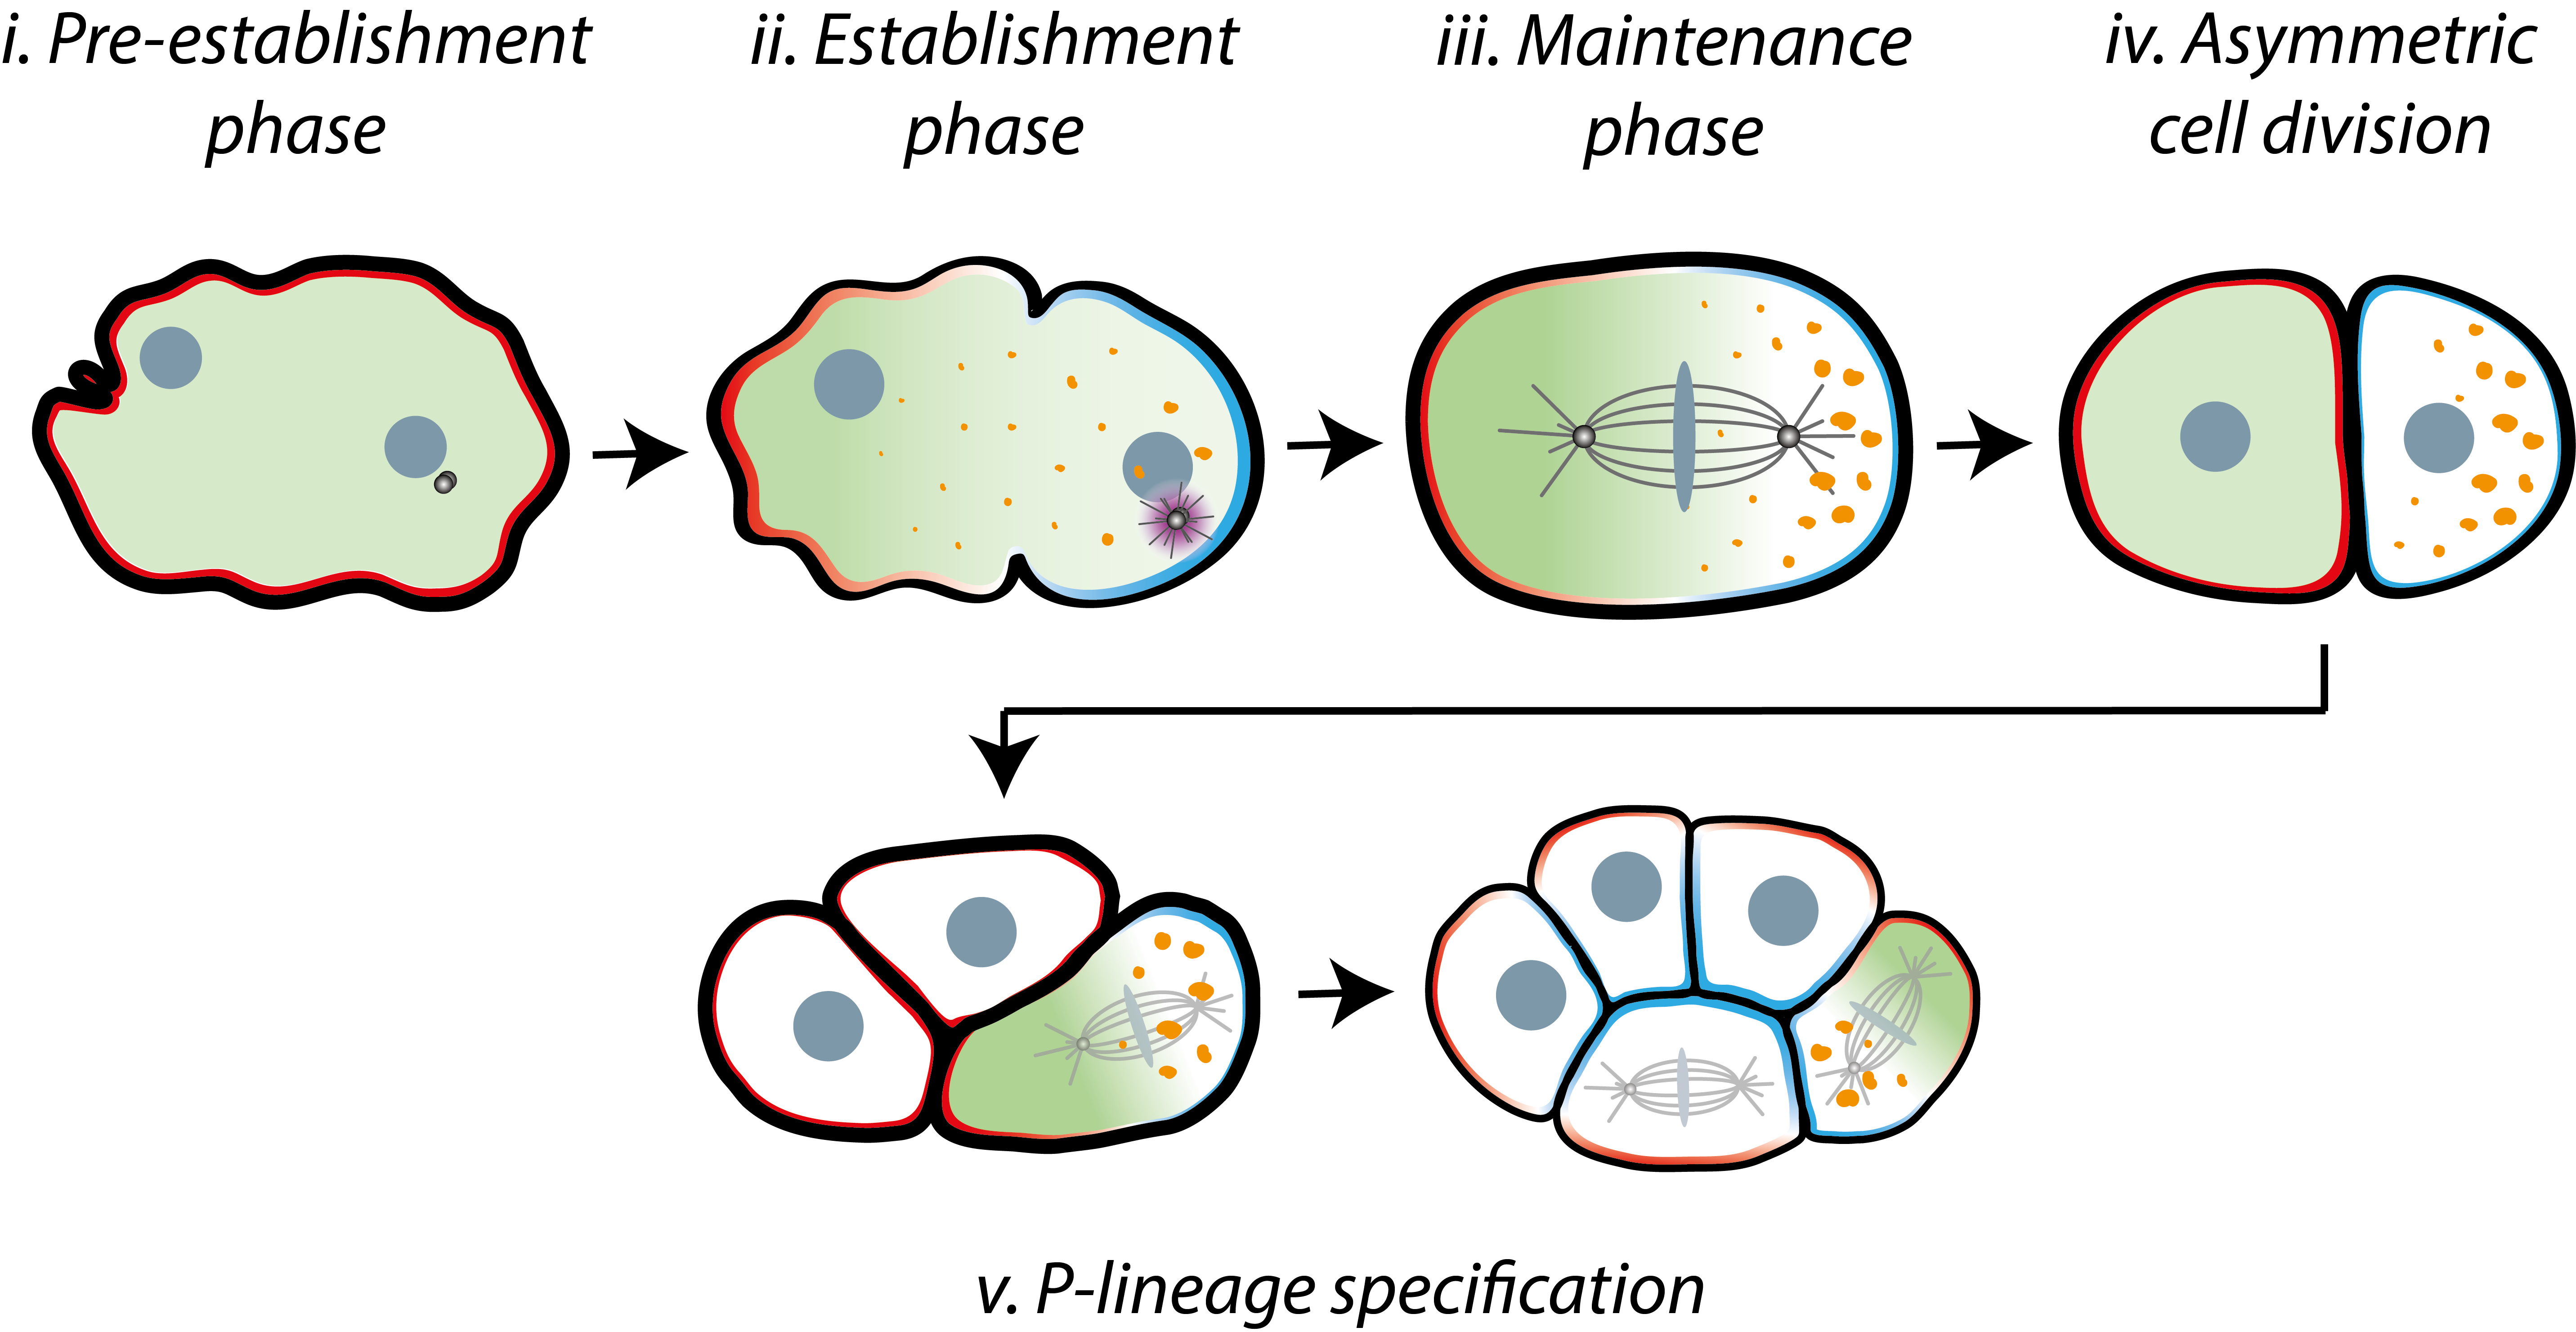 i. Pre-establishment
phase
ii. Establishment
phase
iii. Maintenance
phase
iv. Asymmetric
cell division
v. P-lineage specification